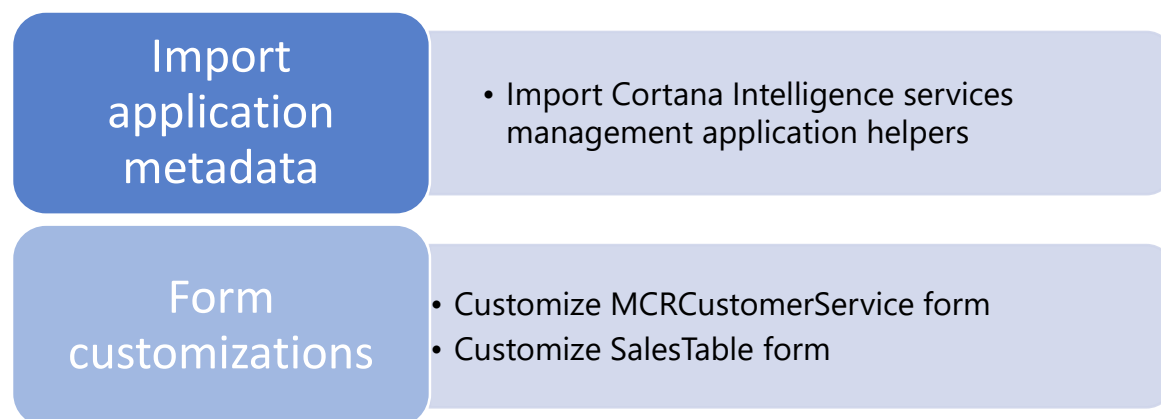 Import
application
metadata
• Import Cortana Intelligence services
management application helpers
Form
customizations
• Customize MCRCustomerService form
• Customize SalesTable form